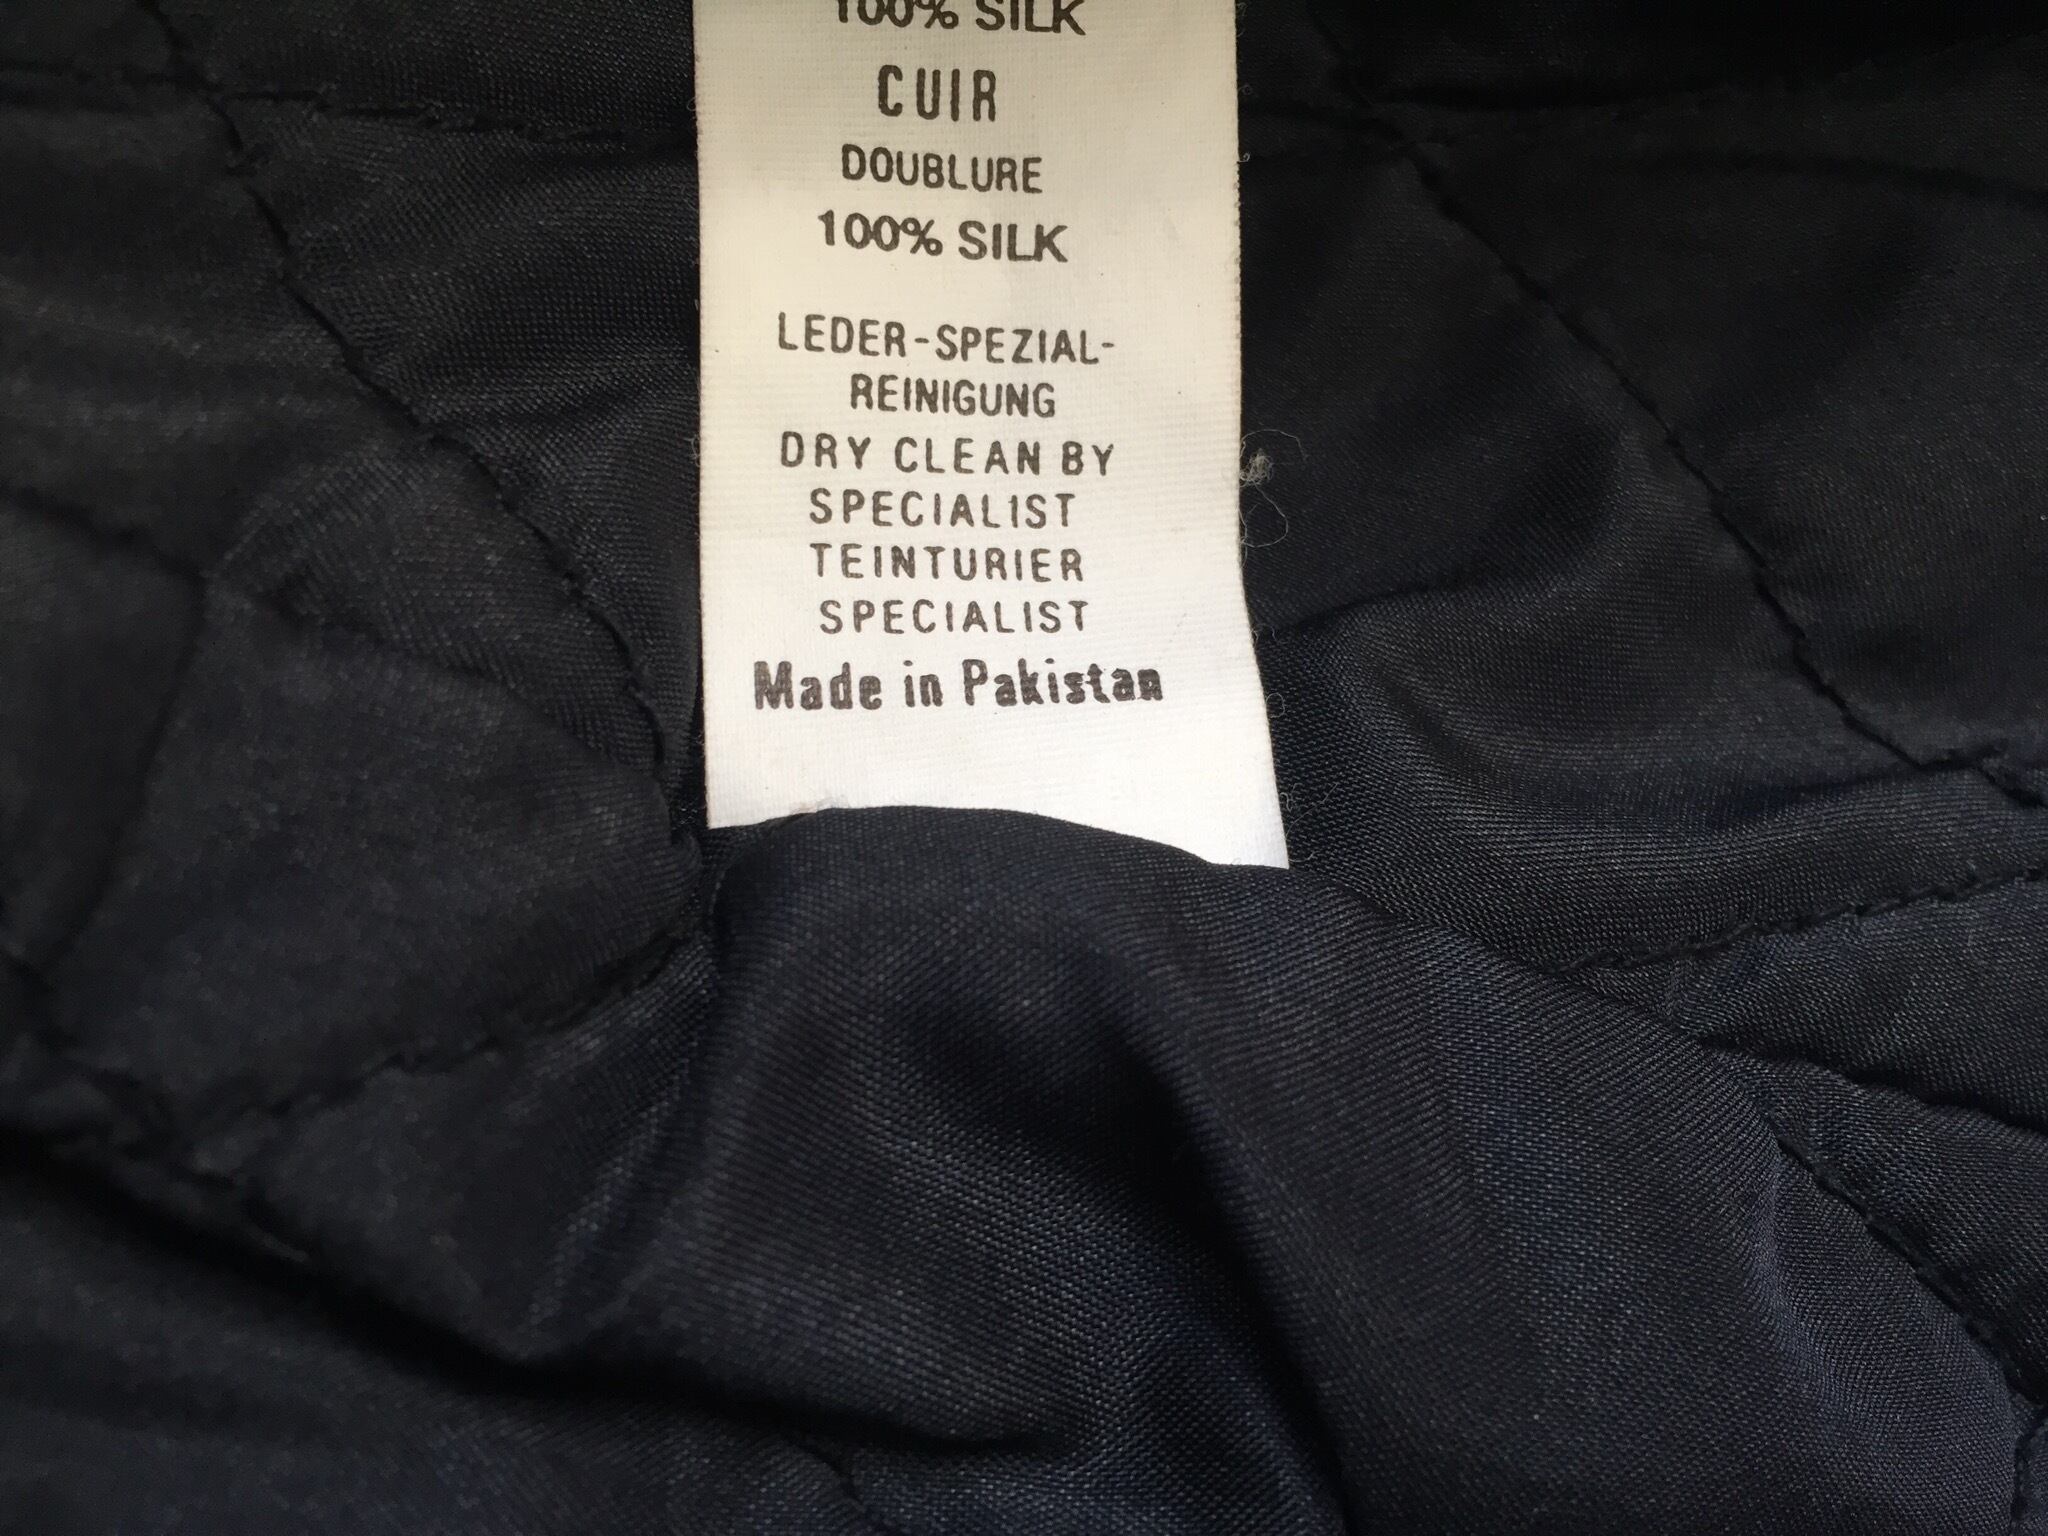 100% SILK
CUIR
DOUBLURE
100% SILK
LEDER-SPEZIAL-
REINIGUNG
DRY CLEAN BY
SPECIALIST
TEINTURIER
SPECIALIST
Made in Pakistan